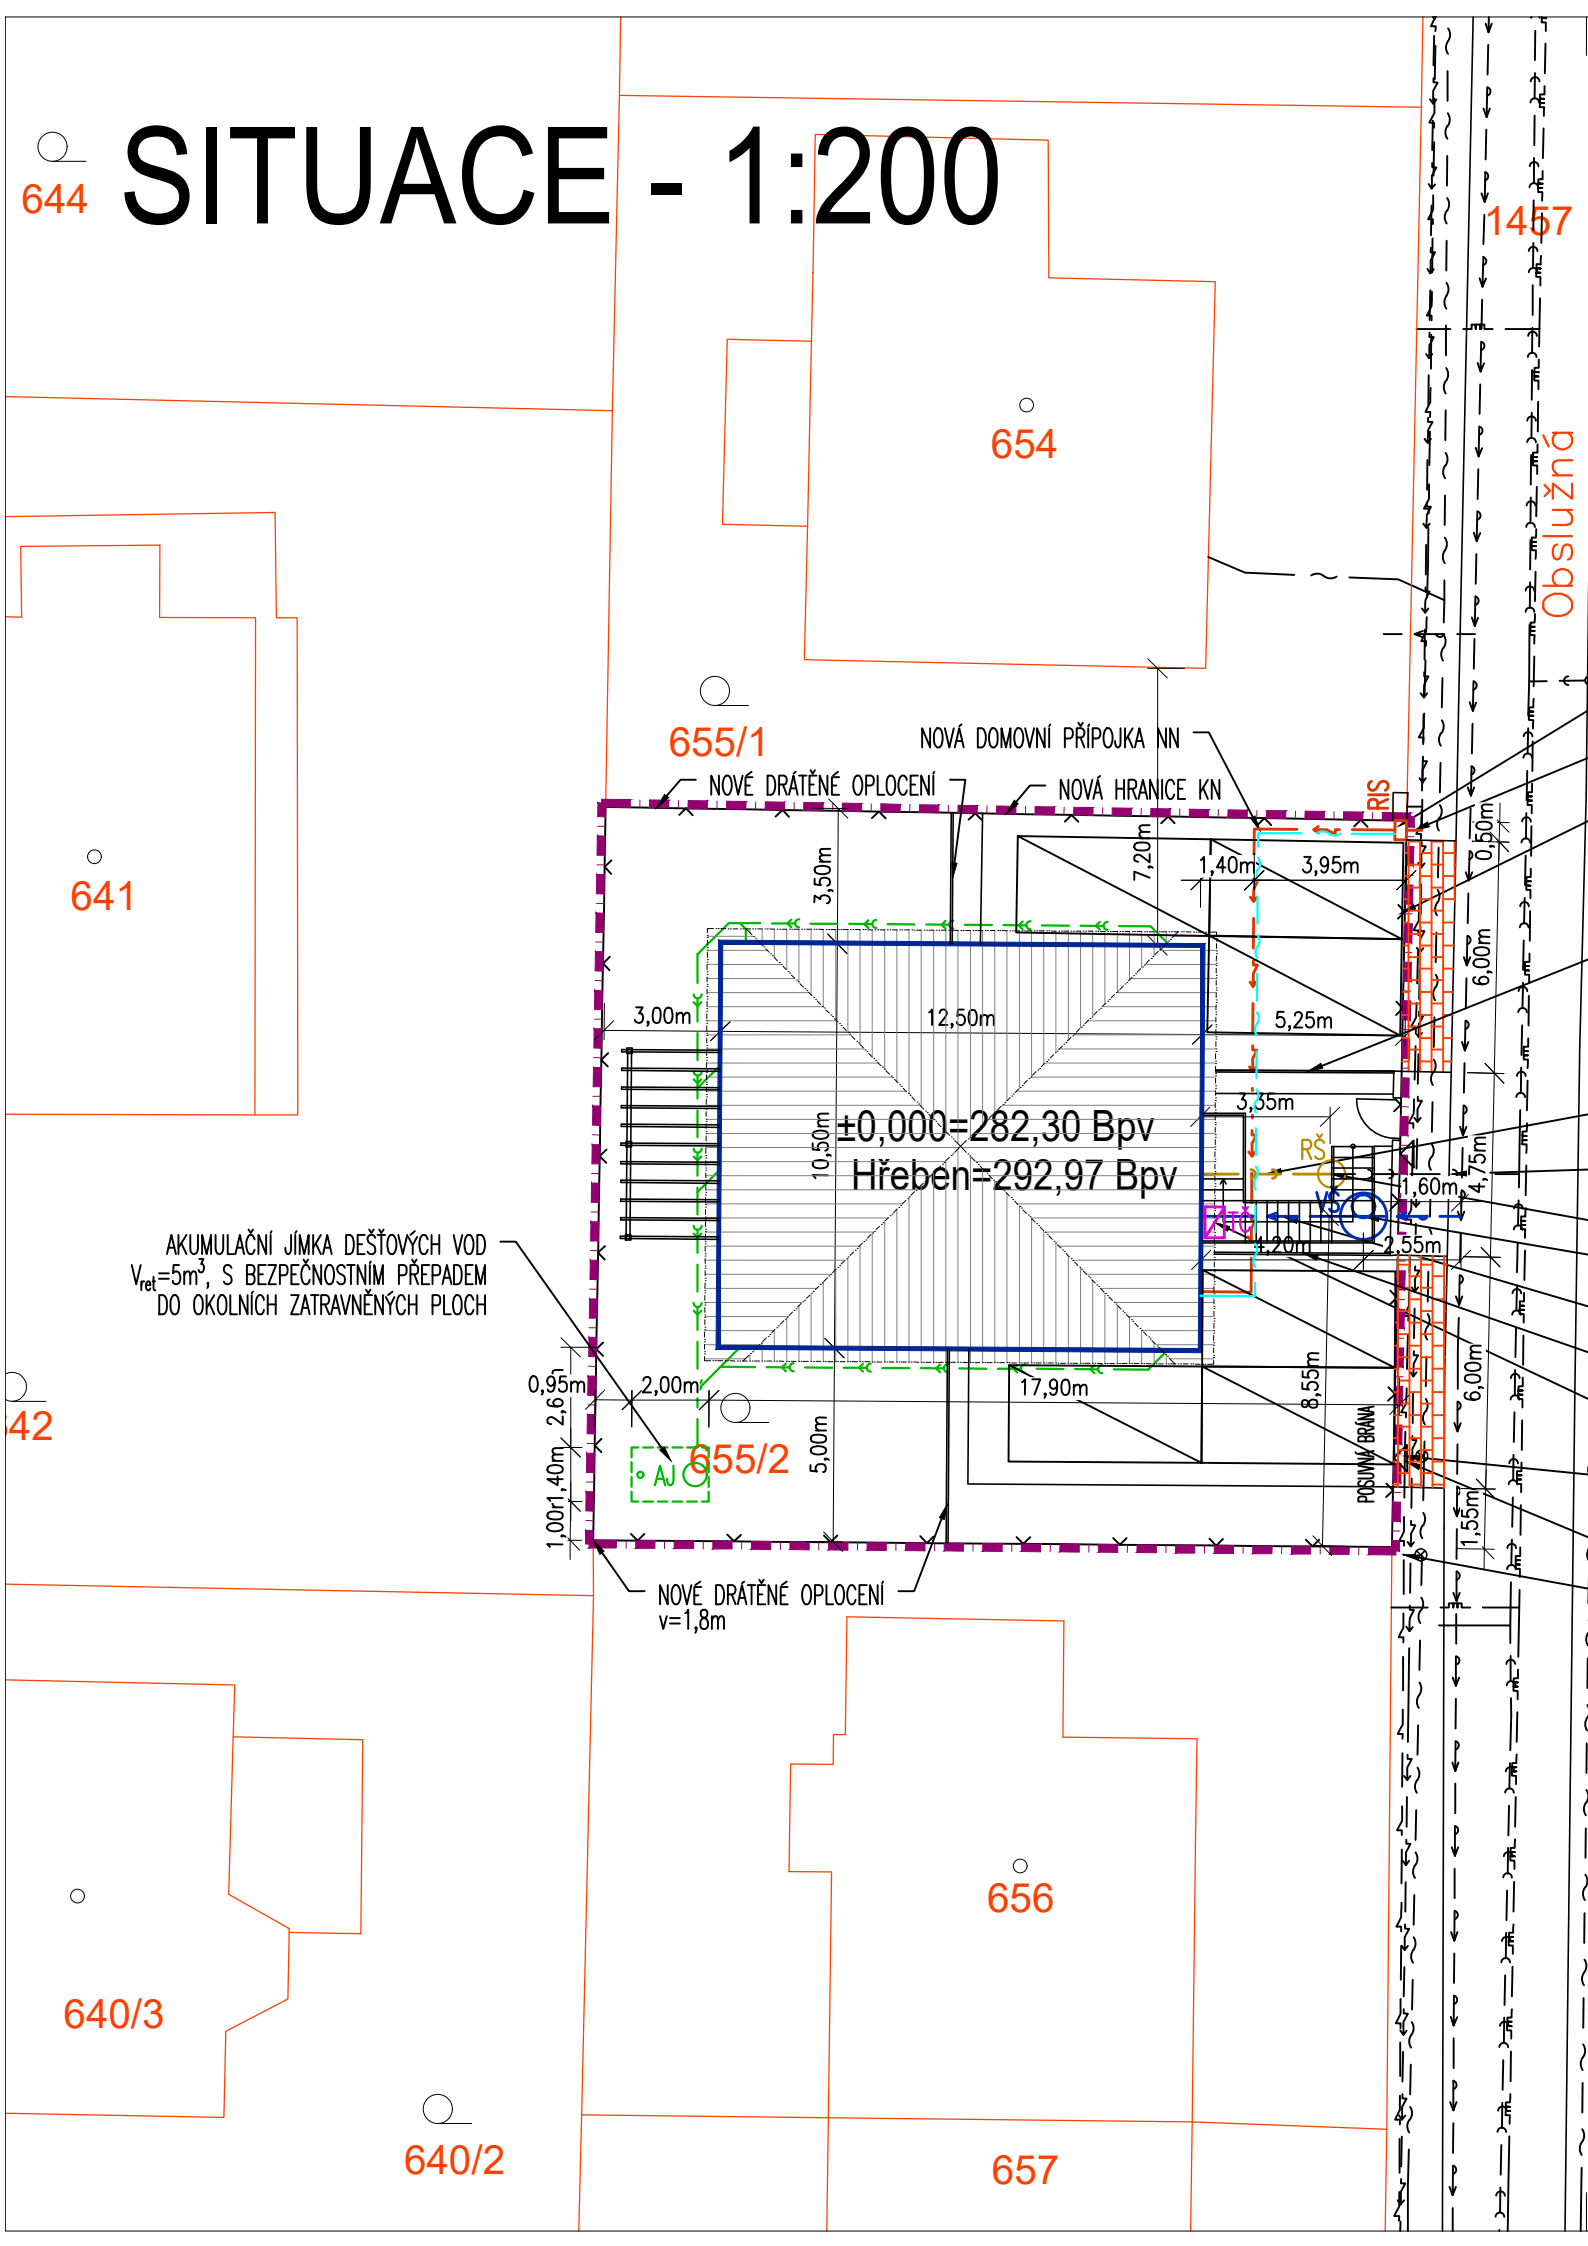 SITUACE - 1:200
644
1457
654
Obslužná
655/1
NOVÁ DOMOVNÍ PŘÍPOJKA NN
NOVÉ DRÁTĚNÉ OPLOCENÍ
NOVÁ HRANICE KN
RIS
0,50m
641
3,50m
7,20m
1,40m
3,95m
6,00m
3,00m
12,50m
5,25m
3,35m
±0,000=282,30 Bpv
10,50m
Hřeben=292,97 Bpv
RŠ
4,75m
1,60m
VŠ
TČ
4,20m
2,55m
AKUMULAČNÍ JÍMKA DEŠŤOVÝCH VOD
Vret=5m³, S BEZPEČNOSTNÍM PŘEPADEM
DO OKOLNÍCH ZATRAVNĚNÝCH PLOCH
0,95m
2,00m
17,90m
8,55m
6,00m
42
5,00m
655/2
AJ
1,40m
POSUVNÁ BRÁNA
1,55m
NOVÉ DRÁTĚNÉ OPLOCENÍ
v=1,8m
656
640/3
640/2
657